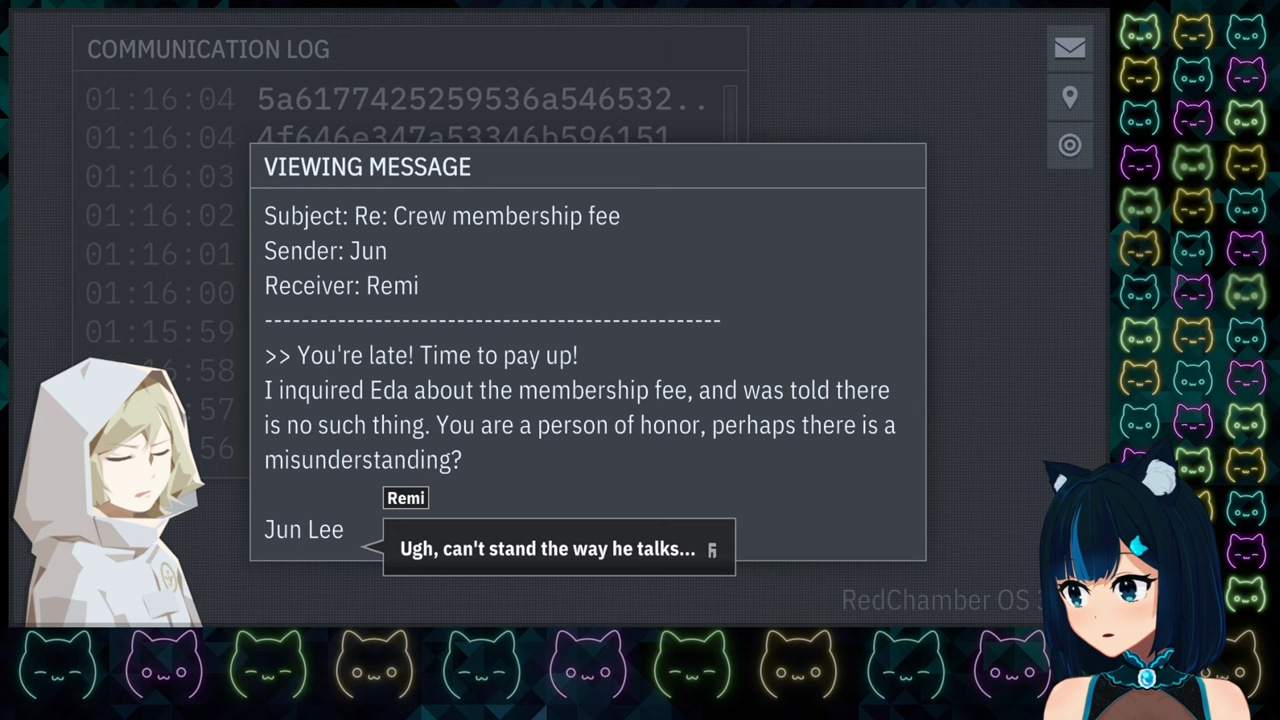 COMMUNICATION LOG
01:16:04 5a6177425259536a546532..
01:16:04 4f646e347a53346b596151
01:16:03
01:16:02
01:16:01
01:16:00
01:15:59
:58
:57
56
VIEWING MESSAGE
Subject: Re: Crew membership fee
Sender: Jun
Receiver: Remi
--------------------------------------------------
>> You're late! Time to pay up!
I inquired Eda about the membership fee, and was told there
is no such thing. You are a person of honor, perhaps there is a
misunderstanding?
Jun Lee
Remi
Ugh, can't stand the way he talks...
RedChamber OS